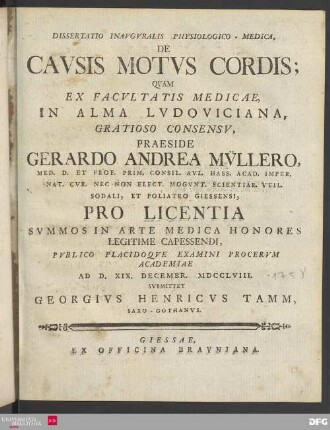 DISSERTATIO INAVGVRALIS PHYSIOLOGICO - MEDICA,
DE
CAVSIS MOTVS CORDIS;
QVAM
EX FACVLTATIS MEDICAE,
IN ALMA LVDOVICIANA,
GRATIOSO CONSENSV,
PRAESIDE
GERARDO ANDREA MÜLLERO,
MED. D. ET PROF. PRIM. CONSIL. AVL. HASS. ACAD. IMPER.
NAT. CVR. NEC-NON ELECT. MOGVNT. SCIENTIAR. VTIL.
SODALI, ET POLIATRO GIESSENSI,
PRO LICENTIA
SVMMOS IN ARTE MEDICA HONORES
LEGITIME CAPESSENDI,
PVBLICO PLACIDOQVE EXAMINI PROCERVM
ACADEMIAE
AD D. XIX. DECEMBR. MDCCLVIII.
SVBMITTET
GEORGIVS HENRICVS TAMM,
SAXO - GOTHANVS.
GIESSAE,
EX OFFICINA BRAVNIANA.
DFG